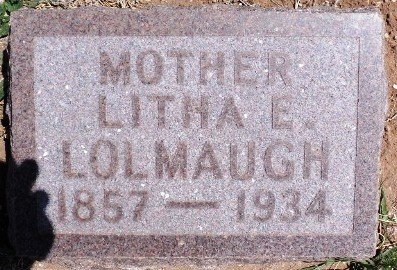 MOTHER
LITHA E.
LOLMAUGH
1857 — 1934